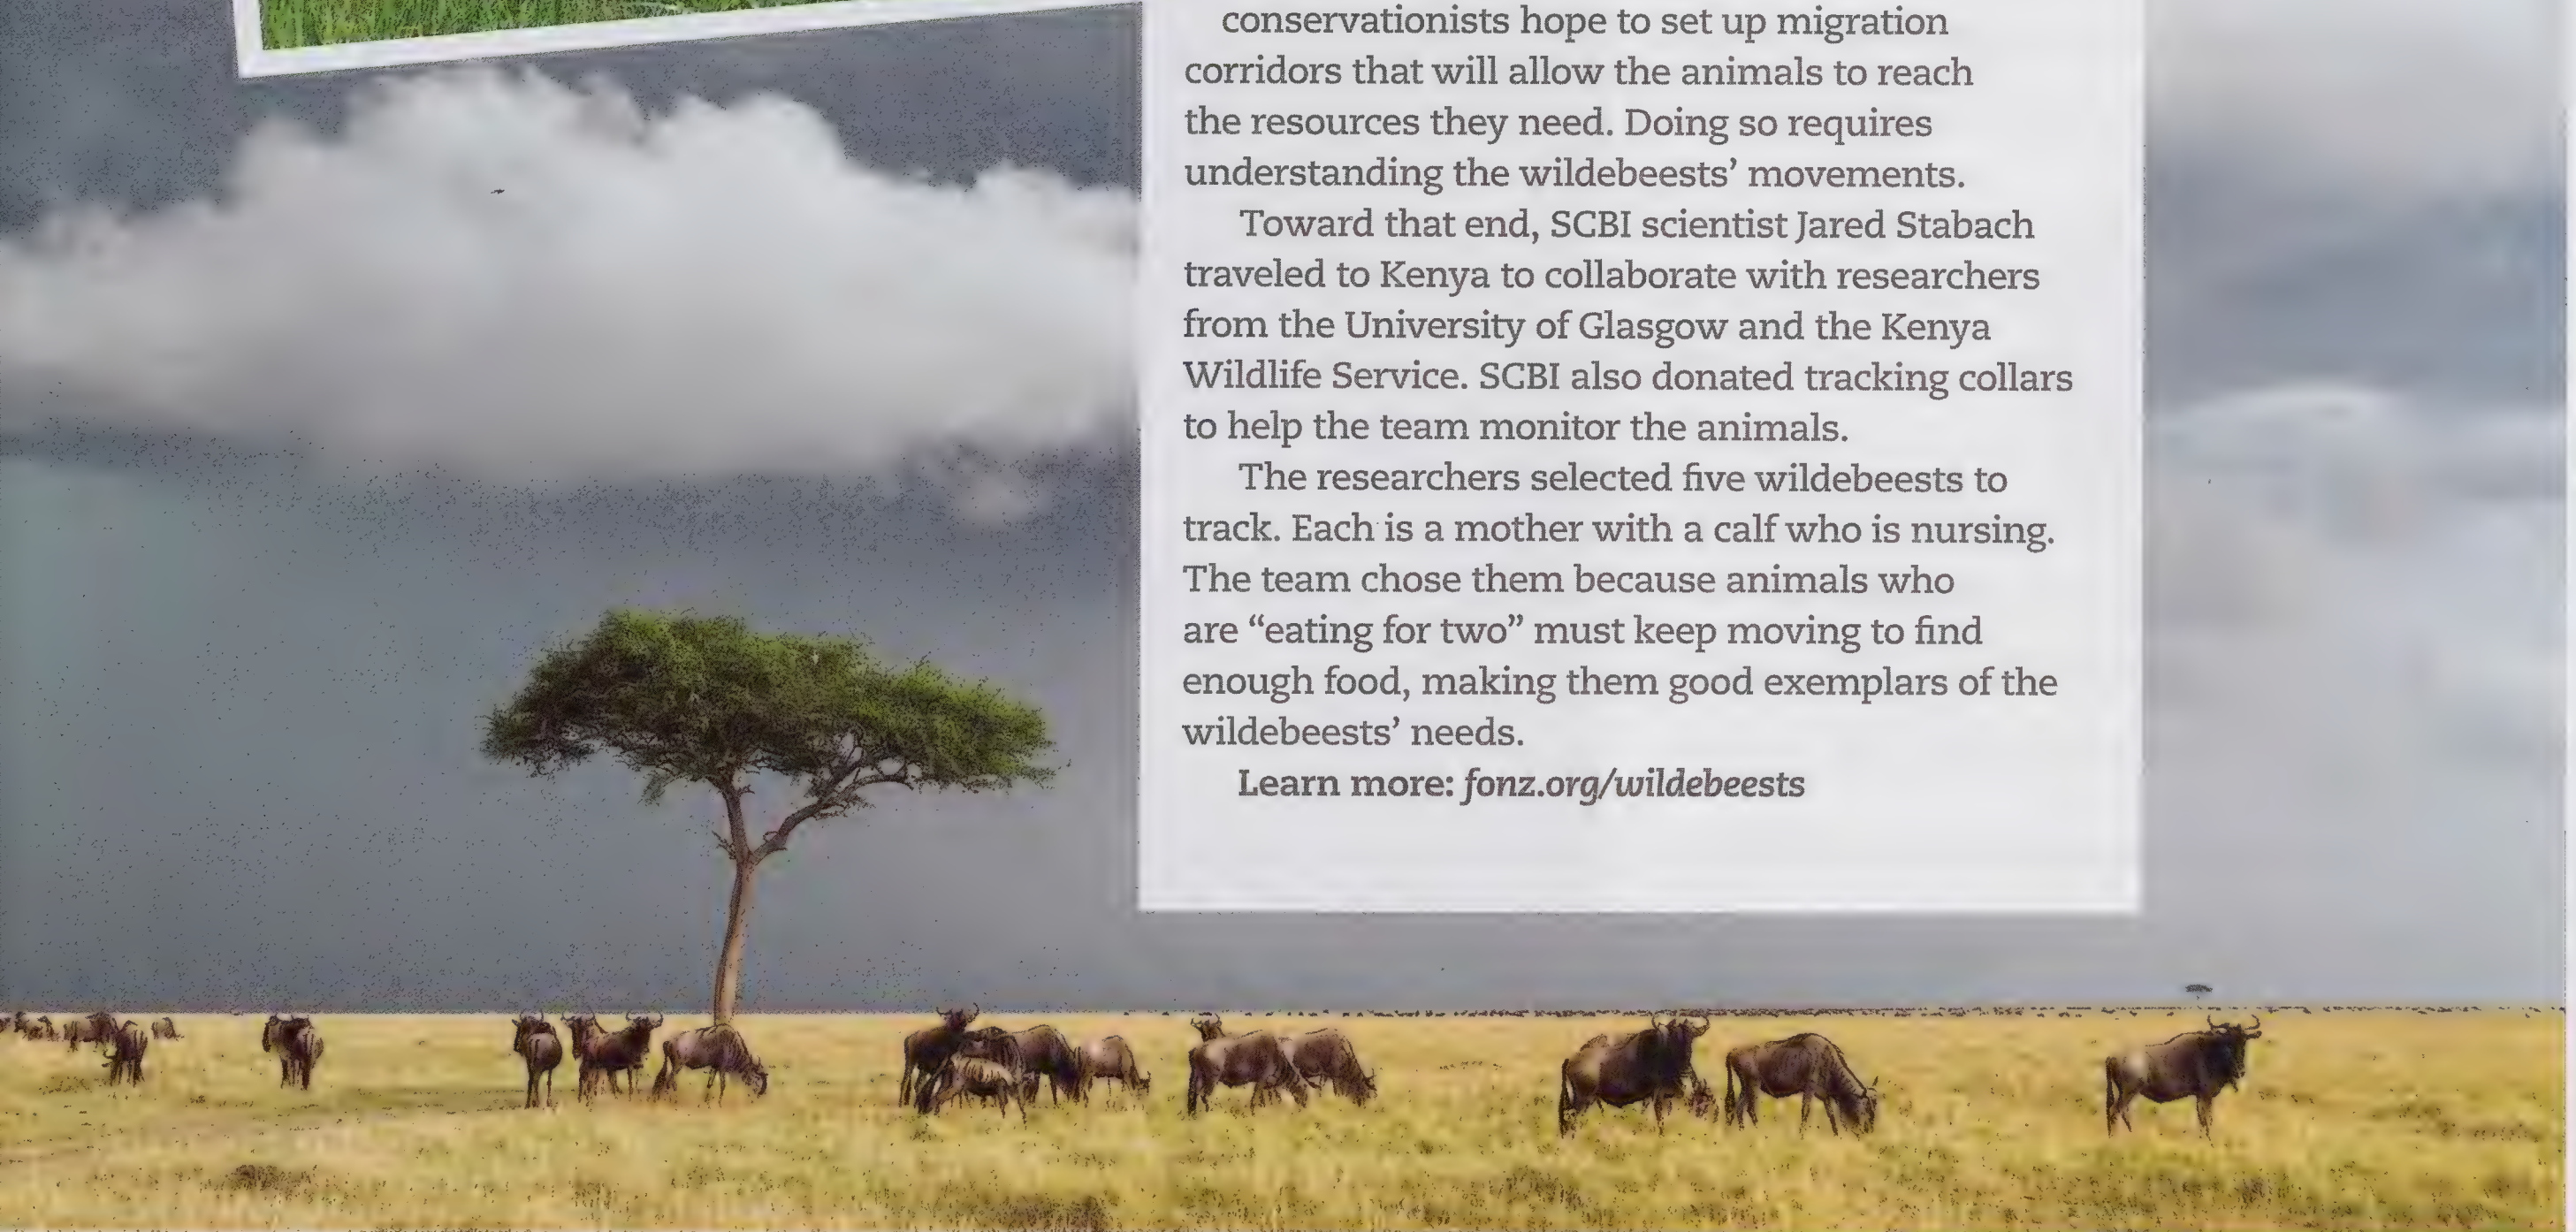 conservationists hope to set up migration
corridors that will allow the animals to reach
the resources they need. Doing so requires
understanding the wildebeests’ movements.
Toward that end, SCBI scientist Jared Stabach
traveled to Kenya to collaborate with researchers
from the University of Glasgow and the Kenya
Wildlife Service. SCBI also donated tracking collars
to help the team monitor the animals.
The researchers selected five wildebeests to
track. Each is a mother with a calf who is nursing.
The team chose them because animals who
are “eating for two” must keep moving to find
enough food, making them good exemplars of the
wildebeests’ needs.
Learn more: fonz.org/wildebeests